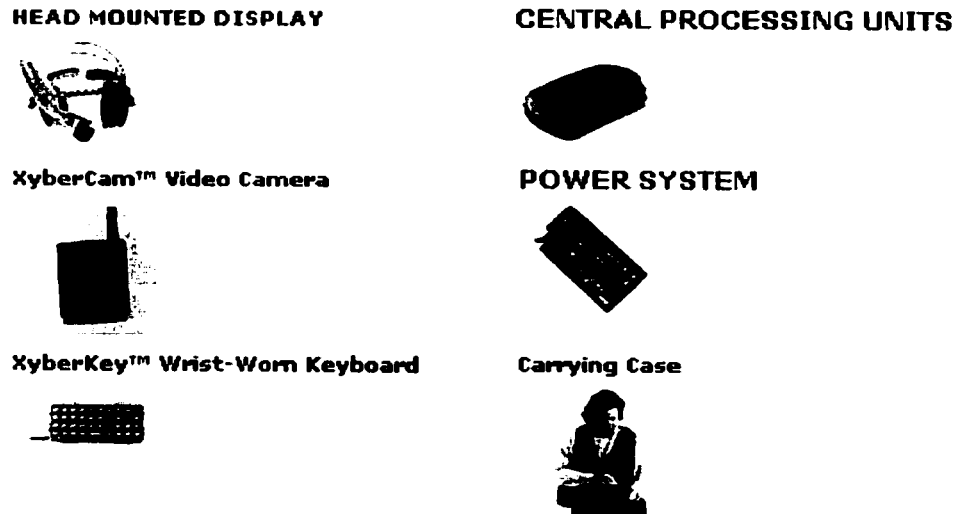 HEAD MOUNTED DISPLAY
CENTRAL PROCESSING UNITS
XyberCam™ Video Camera
POWER SYSTEM
XyberKey™ Wrist-Worn Keyboard
Carrying Case